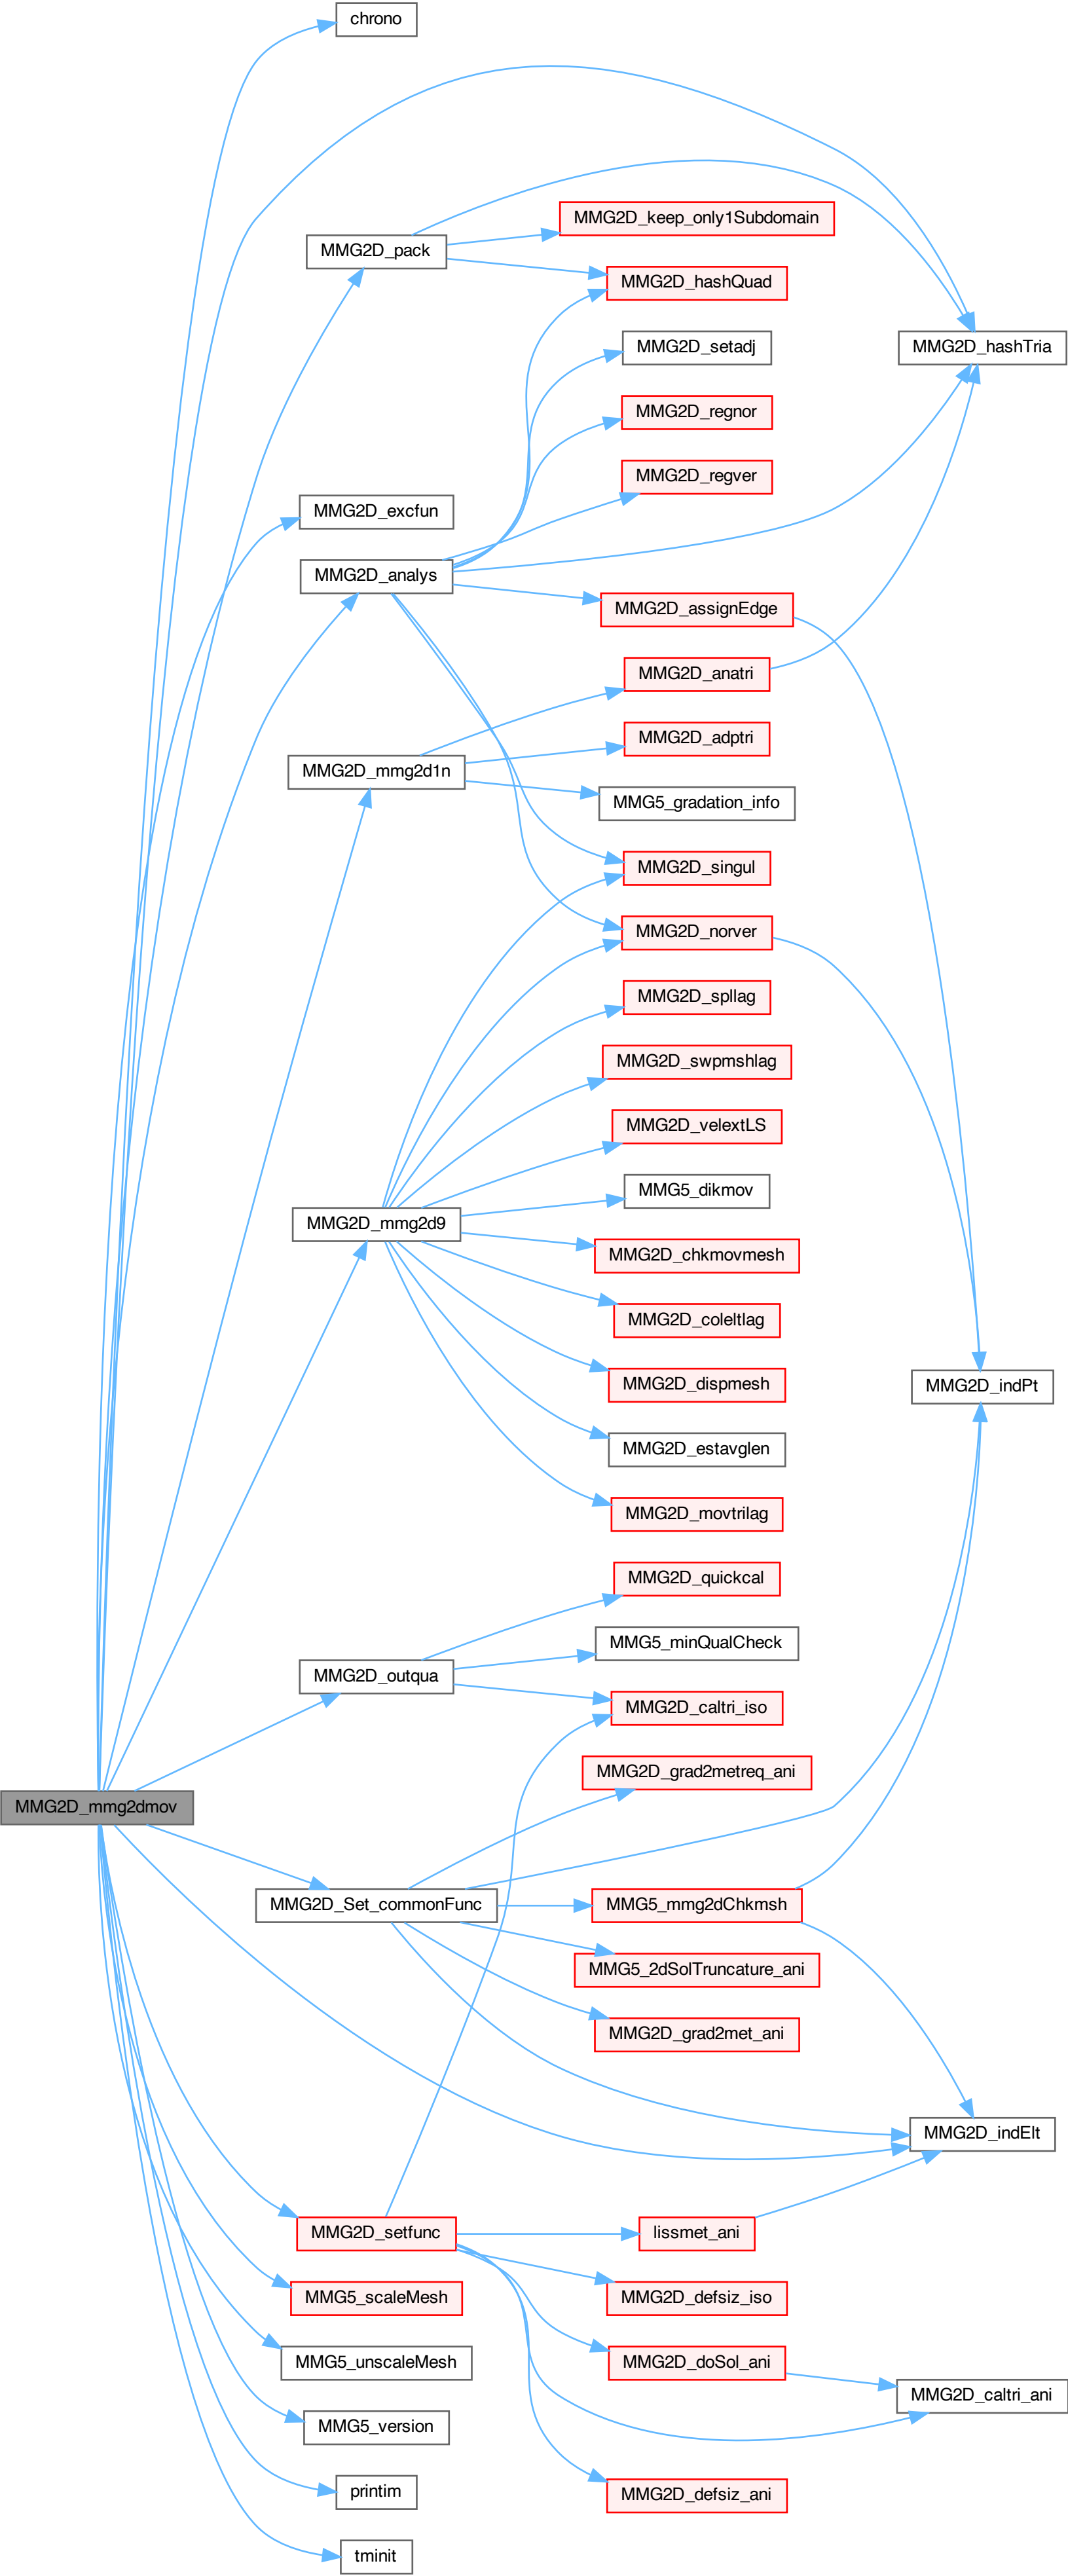 chrono
MMG2D_pack
MMG2D_keep_only1Subdomain
MMG2D_hashQuad
MMG2D_setadj
MMG2D_hashTria
MMG2D_regnor
MMG2D_regver
MMG2D_excfun
MMG2D_analys
MMG2D_assignEdge
MMG2D_anatri
MMG2D_adptri
MMG2D_mmg2d1n
MMG5_gradation_info
MMG2D_singul
MMG2D_norver
MMG2D_spllag
MMG2D_swpmshlag
MMG2D_velextLS
MMG5_dikmov
MMG2D_mmg2d9
MMG2D_chkmovmesh
MMG2D_coleltlag
MMG2D_dispmesh
MMG2D_indPt
MMG2D_estavglen
MMG2D_movtrilag
MMG2D_quickcal
MMG5_minQualCheck
MMG2D_outqua
MMG2D_caltri_iso
MMG2D_grad2metreq_ani
MMG2D_mmg2dmov
MMG2D_Set_commonFunc
MMG5_mmg2dChkmsh
MMG5_2dSolTruncature_ani
MMG2D_grad2met_ani
MMG2D_indElt
MMG2D_setfunc
lissmet_ani
MMG5_scaleMesh
MMG2D_defsiz_iso
MMG5_unscaleMesh
MMG2D_doSol_ani
MMG2D_caltri_ani
MMG5_version
printim
MMG2D_defsiz_ani
tminit